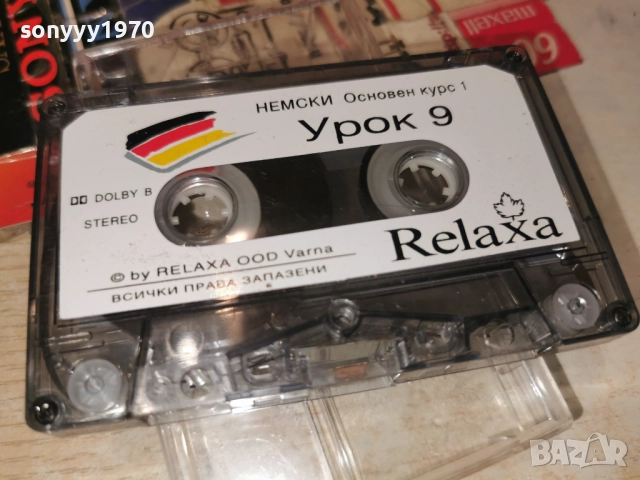 sonyyy1970
SONY
maxell
НЕМСКИ Основен курс 1
Урок 9
DOLBY B
STEREO
Relaxa
© by RELAXA OOD Varna
ВСИЧКИ ПРАВА ЗАПАЗЕНИ
BAZAR